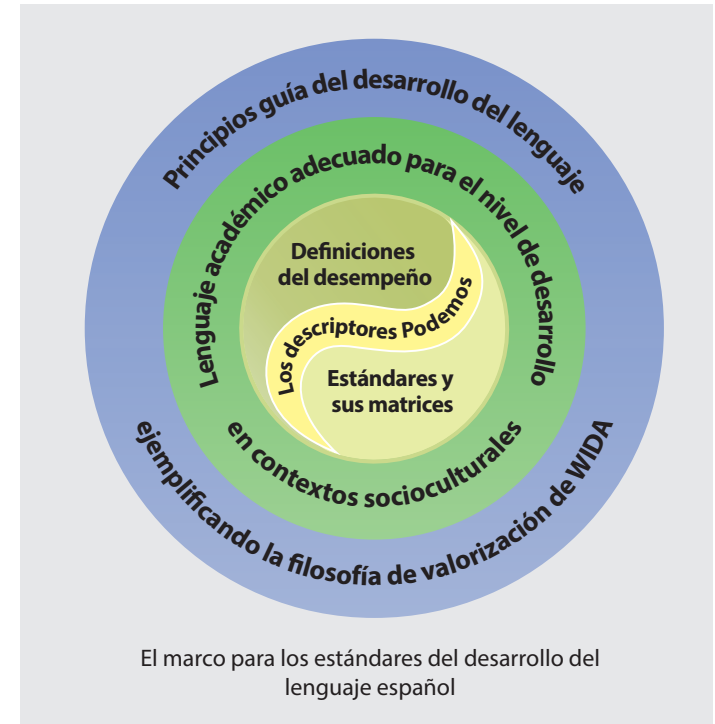 Principios guía del desarrollo del lenguaje
ejemplificando la filosofía de valorización de WIDA
Lenguaje académico adecuado para el nivel de desarrollo
en contextos socioculturales
Definiciones
del desempeño
Los descriptores Podemos
Estándares y
sus matrices
El marco para los estándares del desarrollo del
lenguaje español